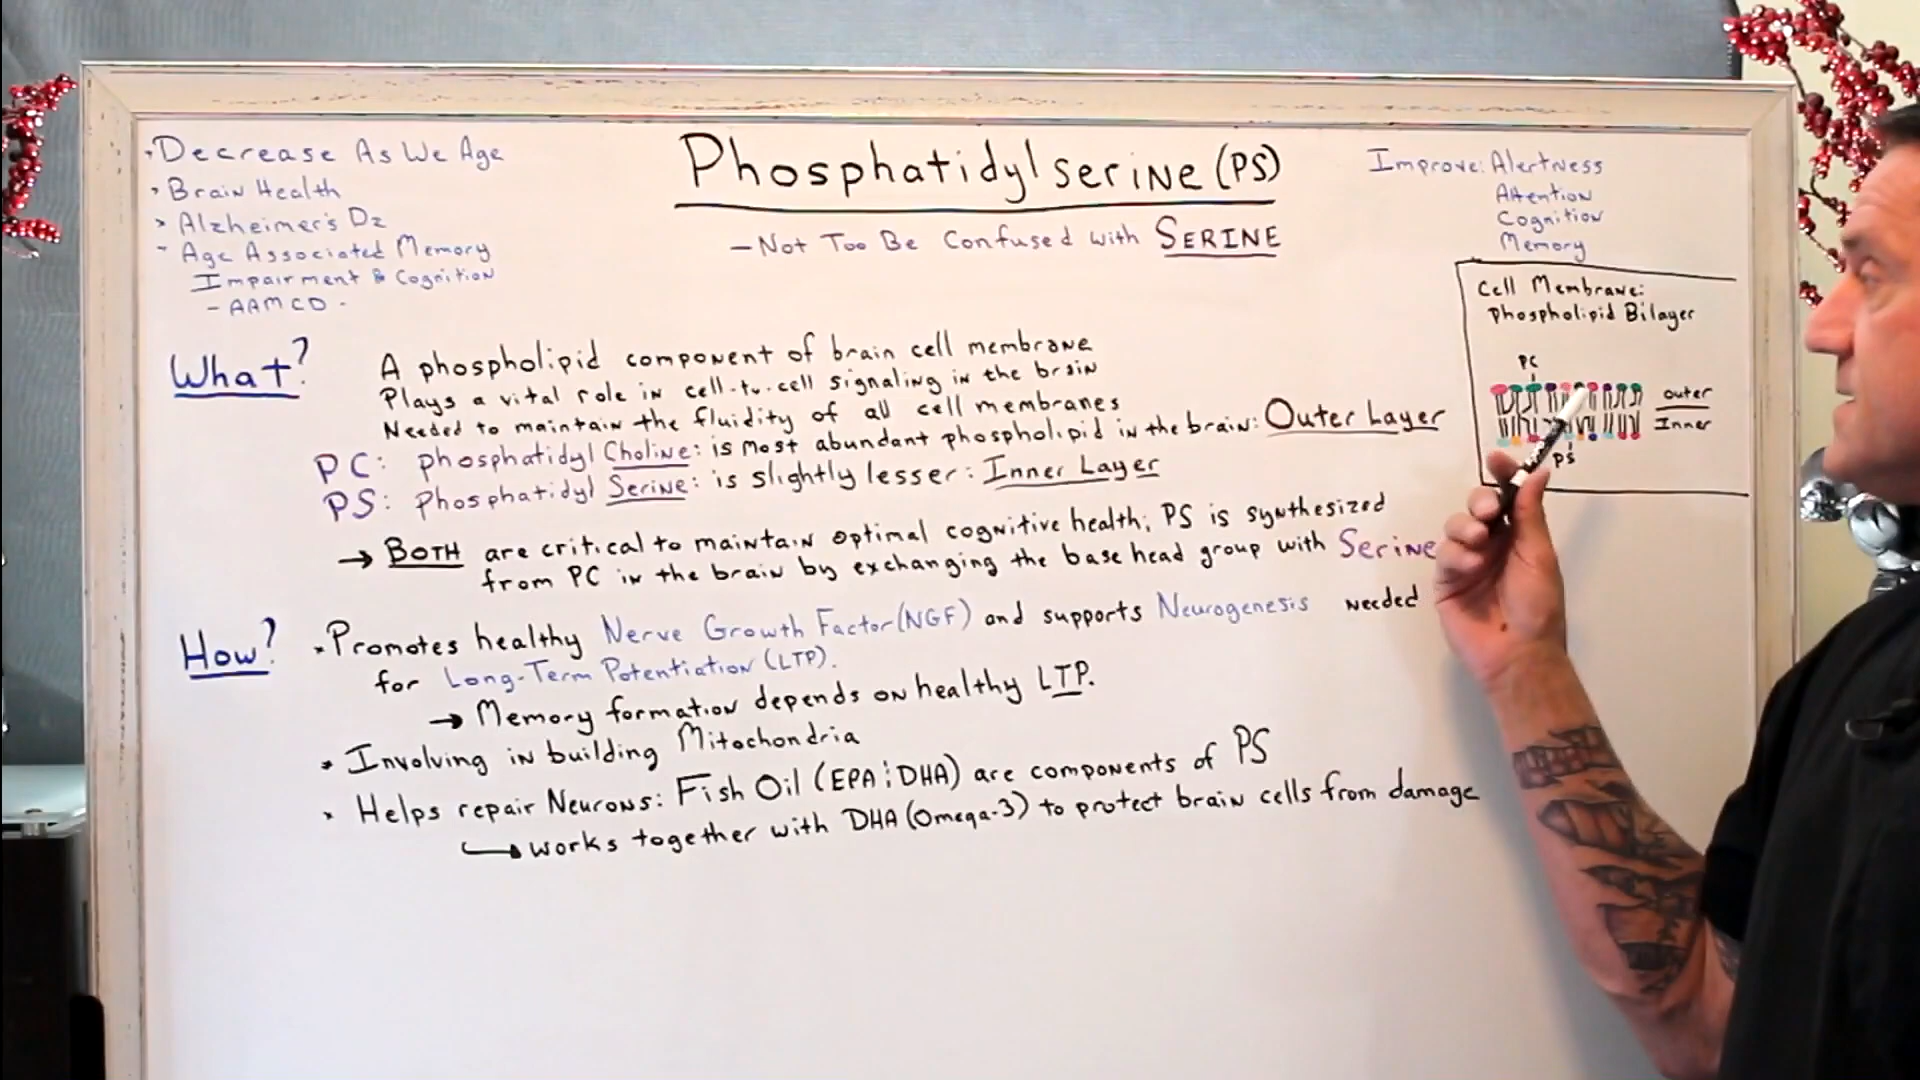 Phosphatidylserine (PS)
- Not Too Be Confused with SERINE
• Decrease As We Age
• Brain Health
• Alzheimer's Dz
- Age Associated Memory
Impairment & Cognition
- AAMCD -
Improve: Alertness
Attention
Cognition
Memory
Cell Membrane:
Phospholipid Bilayer
PC
outer
Inner
PS
What?
A phospholipid component of brain cell membrane
Plays a vital role in cell-to-cell signaling in the brain
Needed to maintain the fluidity of all cell membranes
PC: phosphatidyl Choline: is most abundant phospholipid in the brain: Outer Layer
PS: Phosphatidyl Serine: is slightly lesser: Inner Layer
→ BOTH are critical to maintain optimal cognitive health; PS is synthesized
from PC in the brain by exchanging the base head group with Serine
How?
• Promotes healthy Nerve Growth Factor (NGF) and supports Neurogenesis needed
for Long-Term Potentiation (LTP).
→ Memory formation depends on healthy LTP.
• Involving in building Mitochondria
• Helps repair Neurons: Fish Oil (EPA ¦ DHA) are components of PS
↳ works together with DHA (Omega-3) to protect brain cells from damage